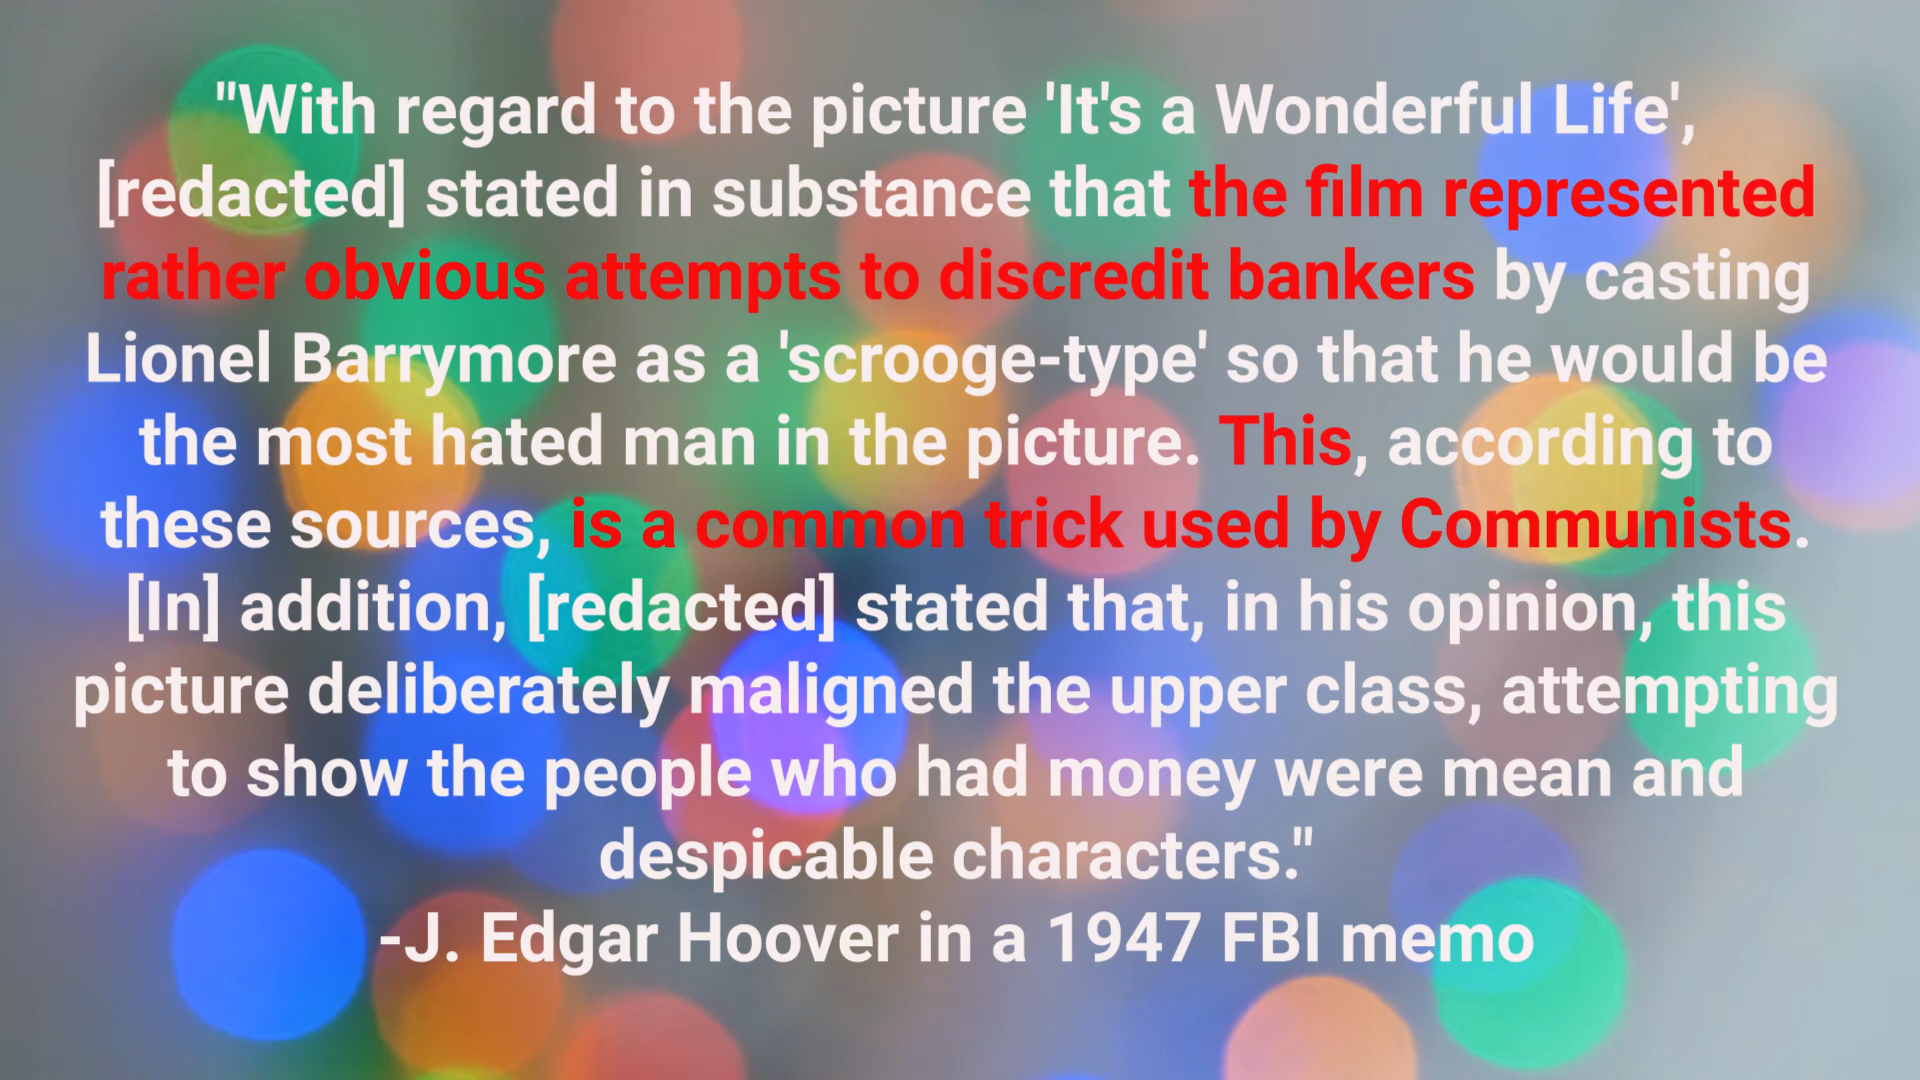 "With regard to the picture 'It's a Wonderful Life',
[redacted] stated in substance that the film represented
rather obvious attempts to discredit bankers by casting
Lionel Barrymore as a 'scrooge-type' so that he would be
the most hated man in the picture. This, according to
these sources, is a common trick used by Communists.
[In] addition, [redacted] stated that, in his opinion, this
picture deliberately maligned the upper class, attempting
to show the people who had money were mean and
despicable characters."
-J. Edgar Hoover in a 1947 FBI memo